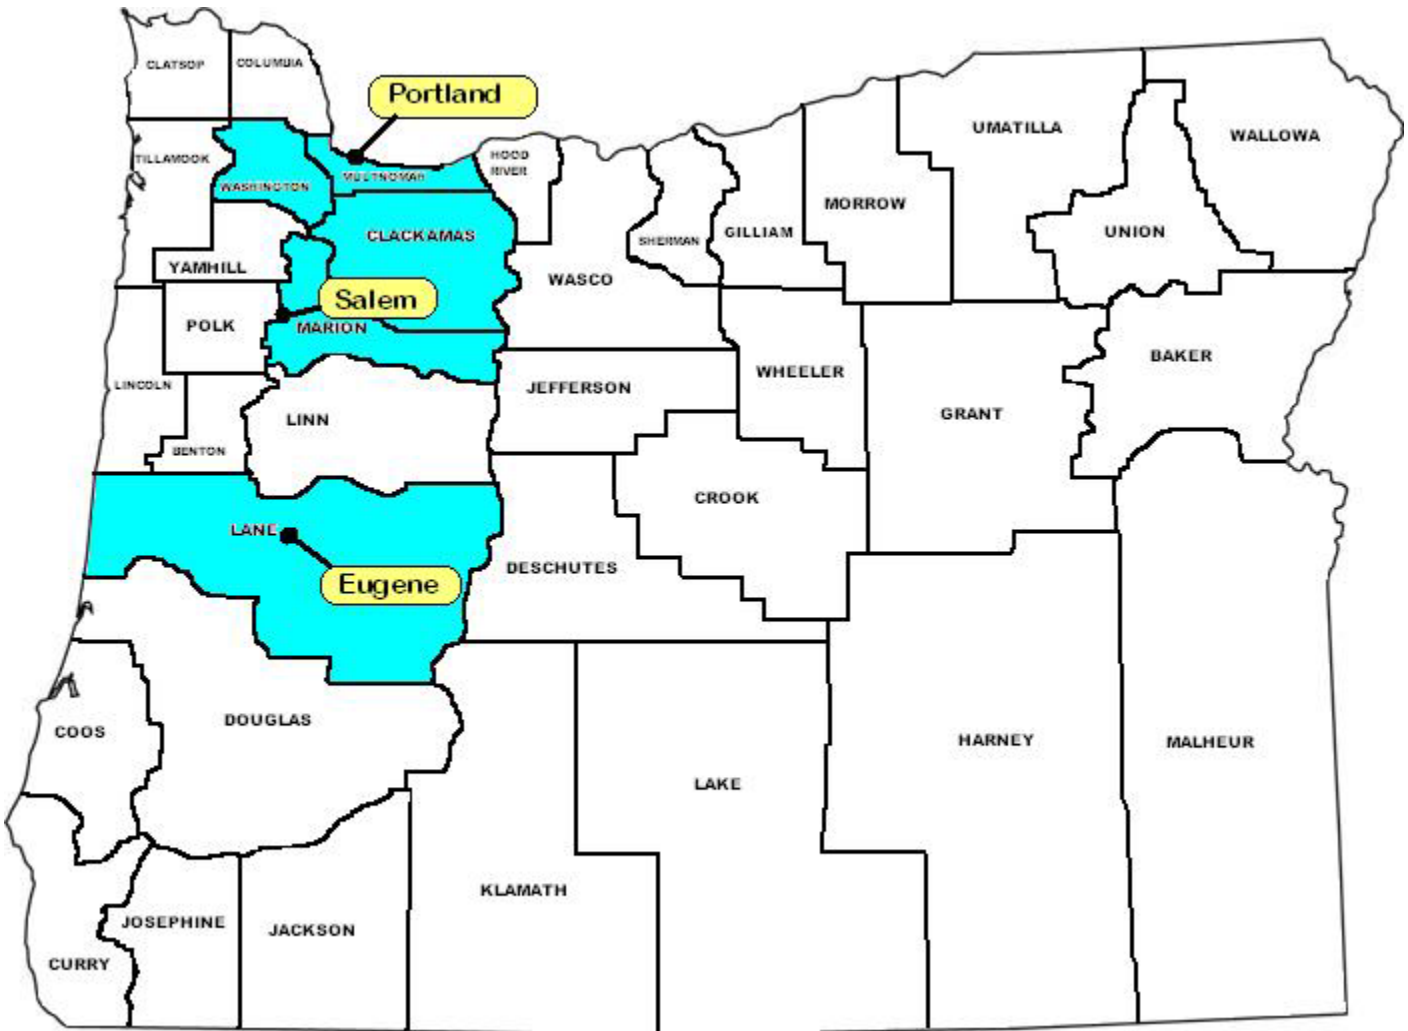 CLATSOP
COLUMBIA
Portland
UMATILLA
WALLOWA
TILLAMOOK
HOOD
RIVER
WASHINGTON
MULTNOMAH
MORROW
CLACKAMAS
SHERMAN
GILLIAM
UNION
YAMHILL
WASCO
Salem
POLK
MARION
BAKER
WHEELER
LINCOLN
JEFFERSON
GRANT
LINN
BENTON
CROOK
LANE
DESCHUTES
Eugene
DOUGLAS
COOS
HARNEY
MALHEUR
LAKE
KLAMATH
JOSEPHINE
JACKSON
CURRY